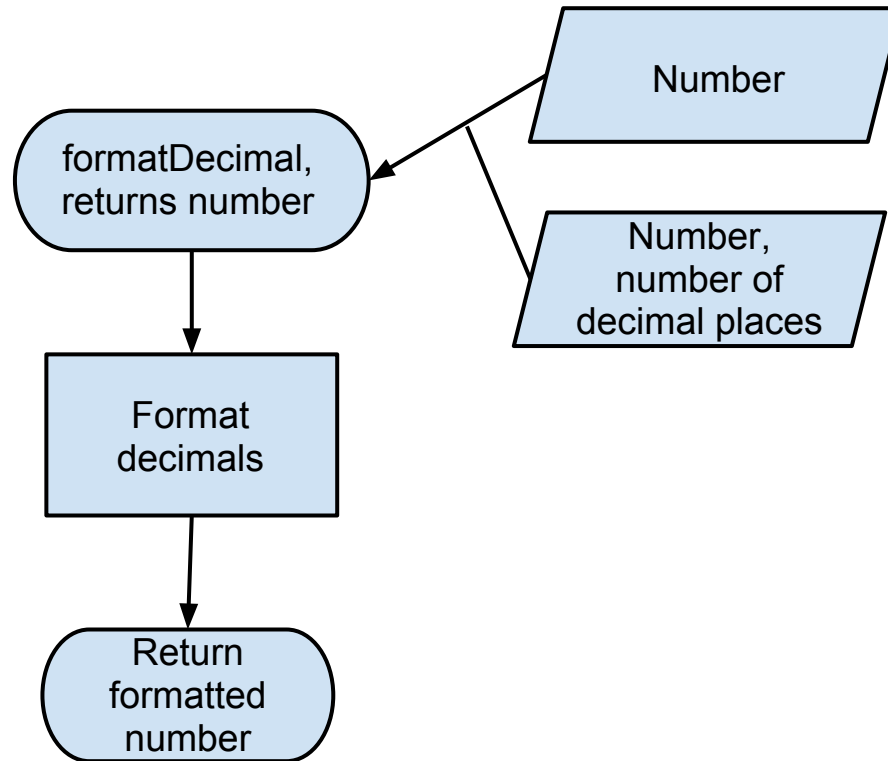 Number
formatDecimal,
returns number
Number,
number of
decimal places
Format
decimals
Return
formatted
number